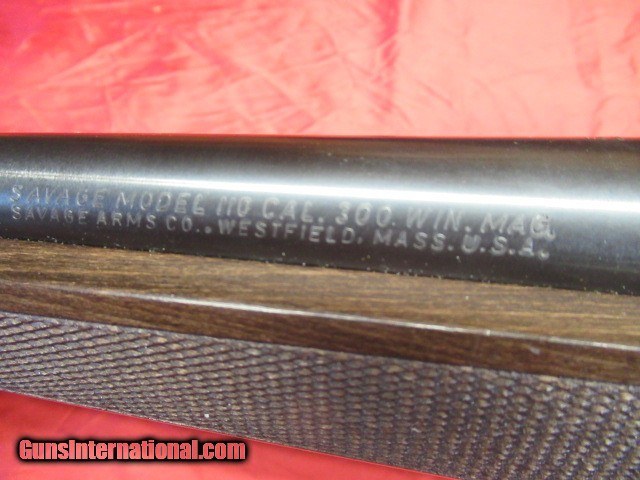 SAVAGE MODEL 110 CAL. 300 WIN. MAG.
SAVAGE ARMS CO., WESTFIELD, MASS. U.S.A.
GunsInternational.com